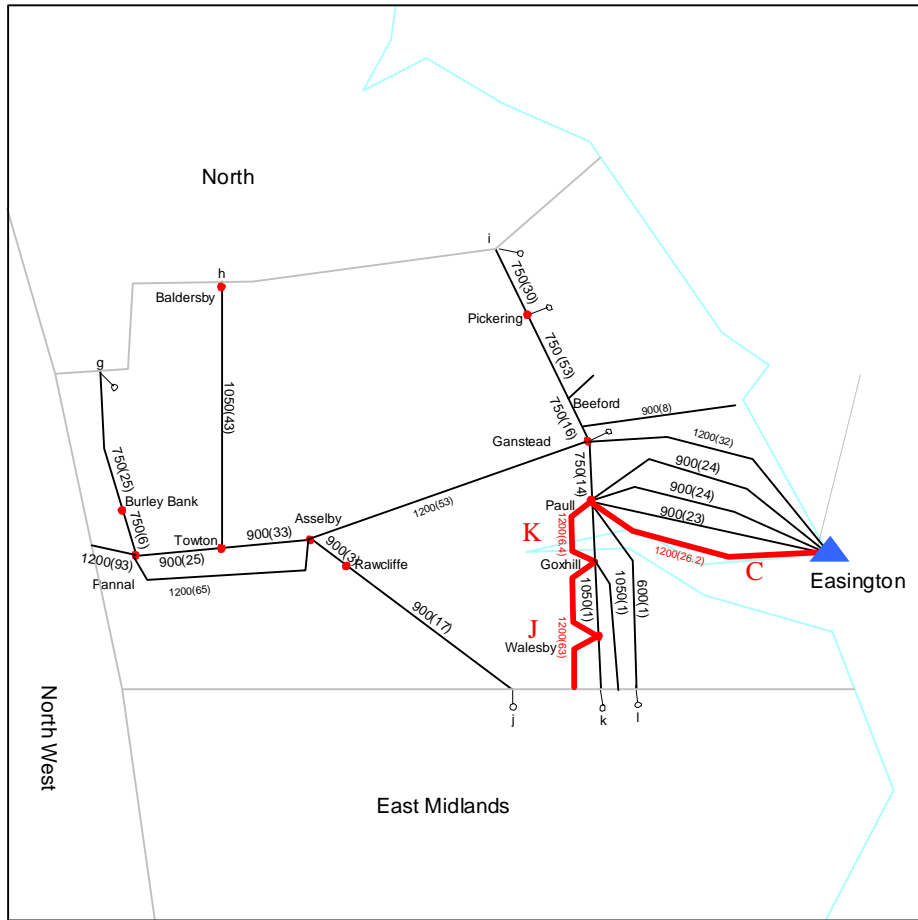 North
i
h
750(30)
Baldersby
Pickering
g
750 (53)
1050(43)
Beeford
900(8)
750(16)
Ganstead
1200(32)
750(25)
750(14)
900(24)
Burley Bank
900(24)
Paull
Asselby
1200(53)
900(23)
750(6)
Towton
900(33)
K
1200(6.4)
1200(26.2)
C
1200(93)
900(25)
Rawcliffe
Goxhill
Easington
Pannal
1200(65)
900(17)
1050(1)
1050(1)
600(1)
J
1200(63)
Walesby
j
k
l
North West
East Midlands